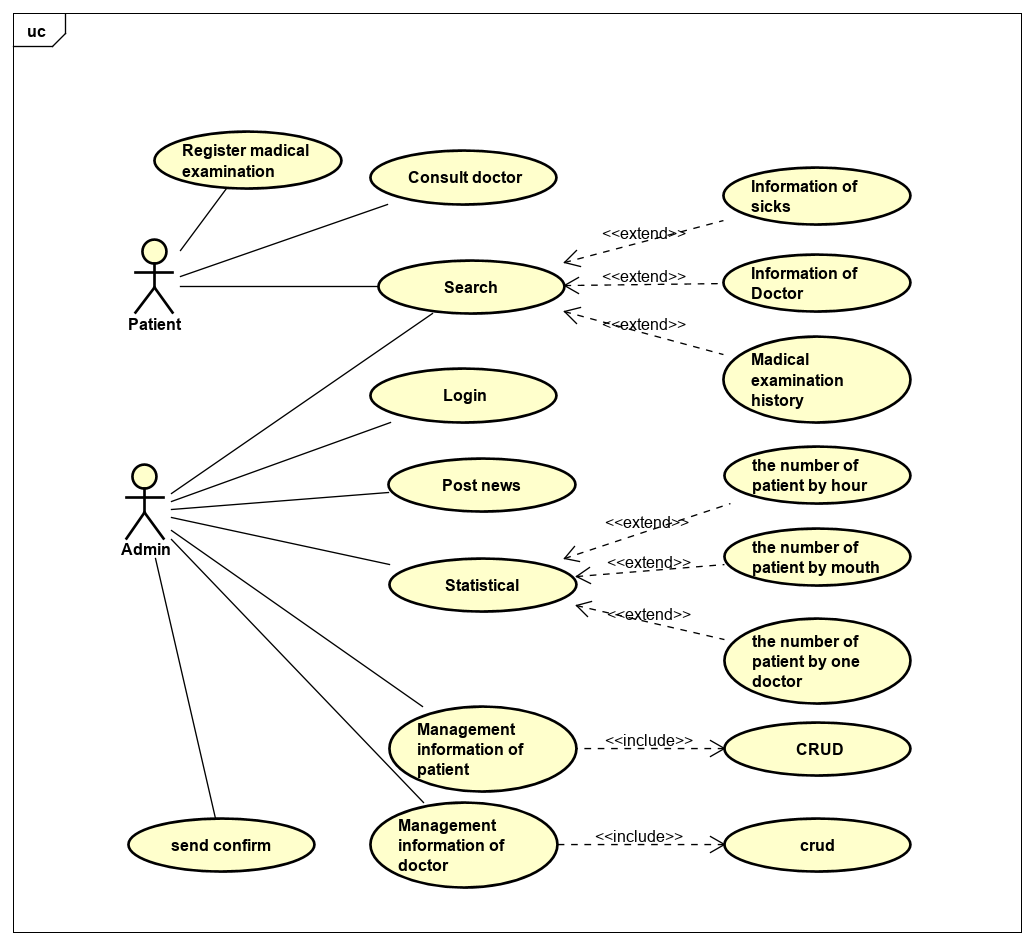 uc
Register madical
examination
Consult doctor
Information of
sicks
<<extend>>
Patient
Search
<<extend>>
Information of
Doctor
<<extend>>
Madical
examination
history
Login
Admin
Post news
the number of
patient by hour
<<extend>>
Statistical
<<extend>>
the number of
patient by mouth
<<extend>>
the number of
patient by one
doctor
Management
information of
patient
<<include>>
CRUD
send confirm
Management
information of
doctor
<<include>>
crud